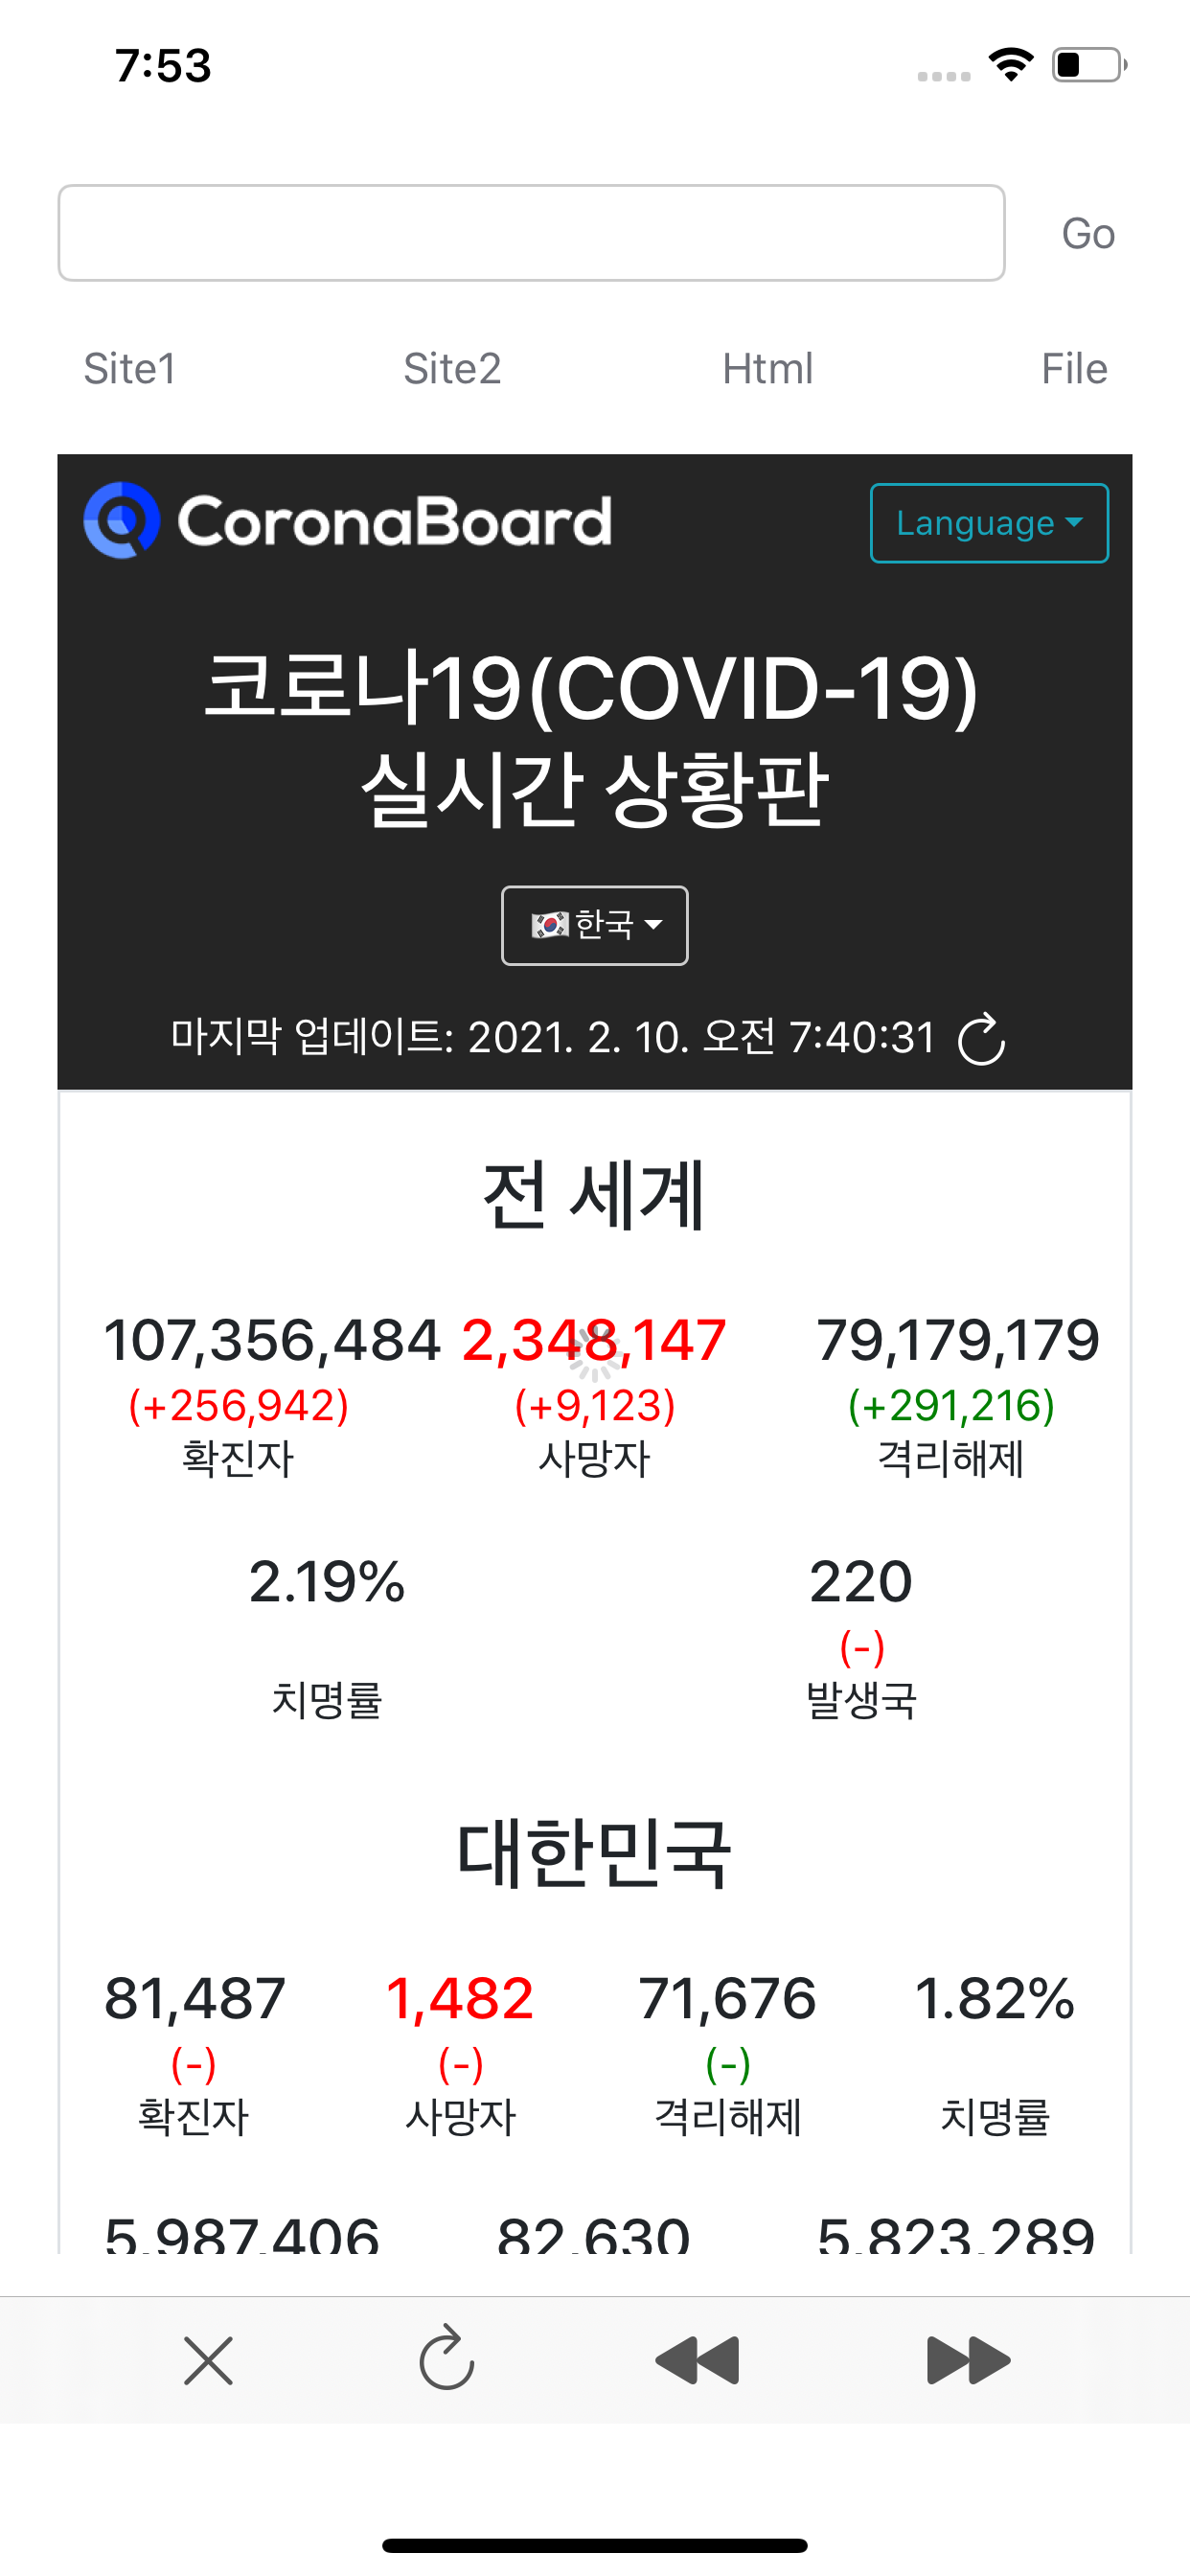 7:53
Go
Site1 Site2 Html File
CoronaBoard Language
코로나19(COVID-19)
실시간 상황판
한국
마지막 업데이트: 2021. 2. 10. 오전 7:40:31
전 세계
107,356,484 2,348,147 79,179,179
(+256,942) (+9,123) (+291,216)
확진자 사망자 격리해제
2.19% 220
(-)
치명률 발생국
대한민국
81,487 1,482 71,676 1.82%
(-) (-) (-)
확진자 사망자 격리해제 치명률
5,987,406 82,630 5,823,289